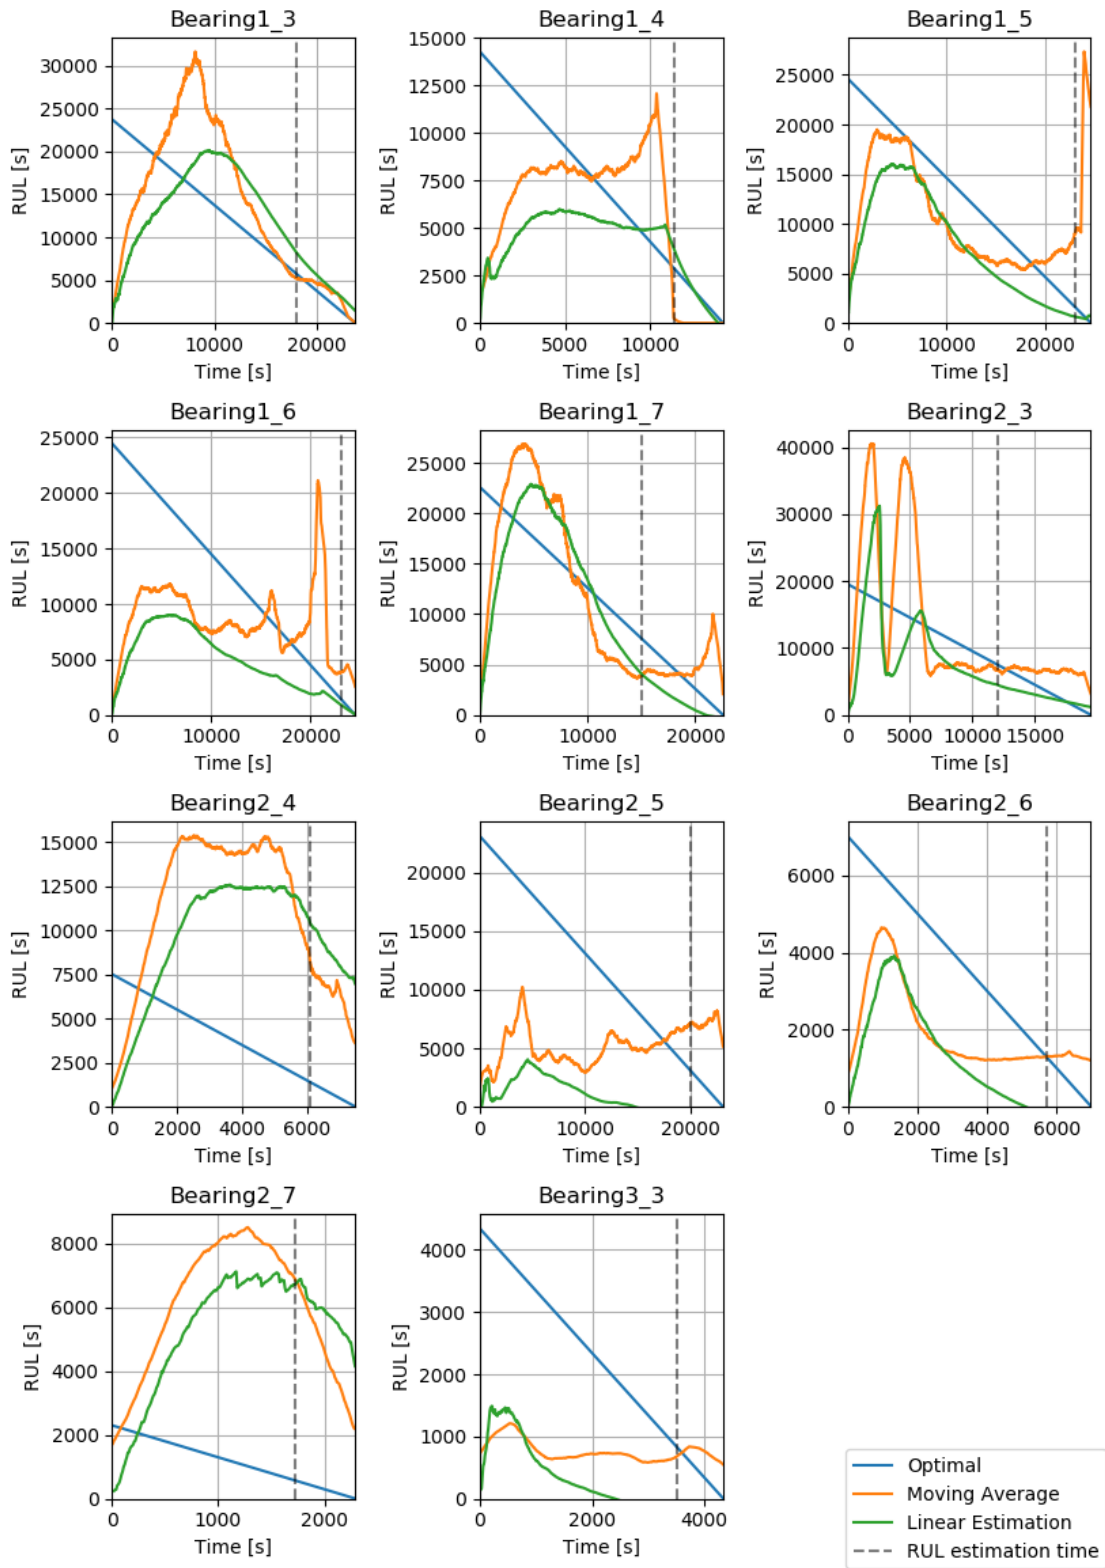 Bearing1_3
RUL [s]
30000
25000
20000
15000
10000
5000
0
0 10000 20000
Time [s]
Bearing1_4
RUL [s]
15000
12500
10000
7500
5000
2500
0
0 5000 10000
Time [s]
Bearing1_5
RUL [s]
25000
20000
15000
10000
5000
0
0 10000 20000
Time [s]
Bearing1_6
RUL [s]
25000
20000
15000
10000
5000
0
0 10000 20000
Time [s]
Bearing1_7
RUL [s]
25000
20000
15000
10000
5000
0
0 10000 20000
Time [s]
Bearing2_3
RUL [s]
40000
30000
20000
10000
0
0 5000 10000 15000
Time [s]
Bearing2_4
RUL [s]
15000
12500
10000
7500
5000
2500
0
0 2000 4000 6000
Time [s]
Bearing2_5
RUL [s]
20000
15000
10000
5000
0
0 10000 20000
Time [s]
Bearing2_6
RUL [s]
6000
4000
2000
0
0 2000 4000 6000
Time [s]
Bearing2_7
RUL [s]
8000
6000
4000
2000
0
0 1000 2000
Time [s]
Bearing3_3
RUL [s]
4000
3000
2000
1000
0
0 2000 4000
Time [s]
Optimal
Moving Average
Linear Estimation
RUL estimation time